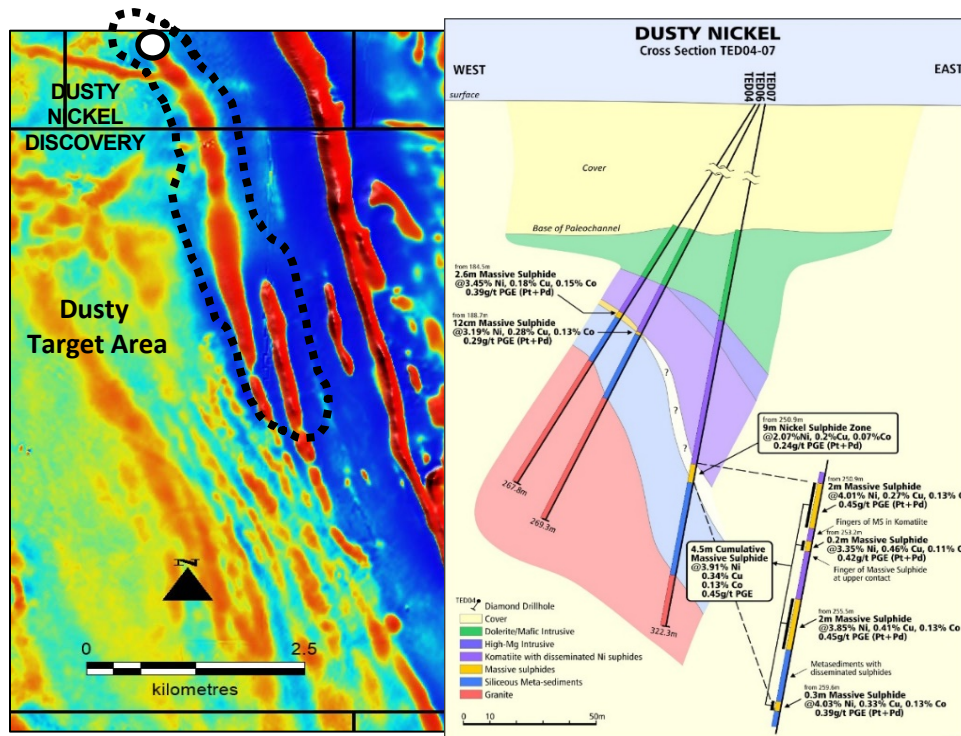 DUSTY
NICKEL
DISCOVERY
Dusty
Target Area
N
0 2.5
kilometres
DUSTY NICKEL
Cross Section TED04-07
WEST
EAST
surface
TED04
TED06
TED07
Cover
Base of Paleochannel
from 184.5m
2.6m Massive Sulphide
@3.45% Ni, 0.18% Cu, 0.15% Co
0.39g/t PGE (Pt+Pd)
from 188.7m
12cm Massive Sulphide
@3.19% Ni, 0.28% Cu, 0.13% Co
0.29g/t PGE (Pt+Pd)
?
?
?
from 250.9m
9m Nickel Sulphide Zone
@2.07%Ni, 0.2%Cu, 0.07%Co
0.24g/t PGE (Pt+Pd)
267.8m
269.3m
322.3m
from 250.9m
2m Massive Sulphide
@4.01% Ni, 0.27% Cu, 0.13% C
0.45g/t PGE (Pt+Pd)
Fingers of MS in Komatiite
from 253.2m
0.2m Massive Sulphide
@3.35% Ni, 0.46% Cu, 0.11% C
0.42g/t PGE (Pt+Pd)
Finger of Massive Sulphide
at upper contact
4.5m Cumulative
Massive Sulphide
@3.91% Ni
0.34% Cu
0.13% Co
0.45g/t PGE
from 255.5m
2m Massive Sulphide
@3.85% Ni, 0.41% Cu, 0.13% C
0.45g/t PGE (Pt+Pd)
Metasediments with
disseminated sulphides
from 259.6m
0.3m Massive Sulphide
@4.03% Ni, 0.33% Cu, 0.13% Co
0.39g/t PGE (Pt+Pd)
TED04
Diamond Drillhole
Cover
Dolerite/Mafic Intrusive
High-Mg Intrusive
Komatiite with disseminated Ni suphides
Massive sulphides
Siliceous Meta-sediments
Granite
0 10 50m